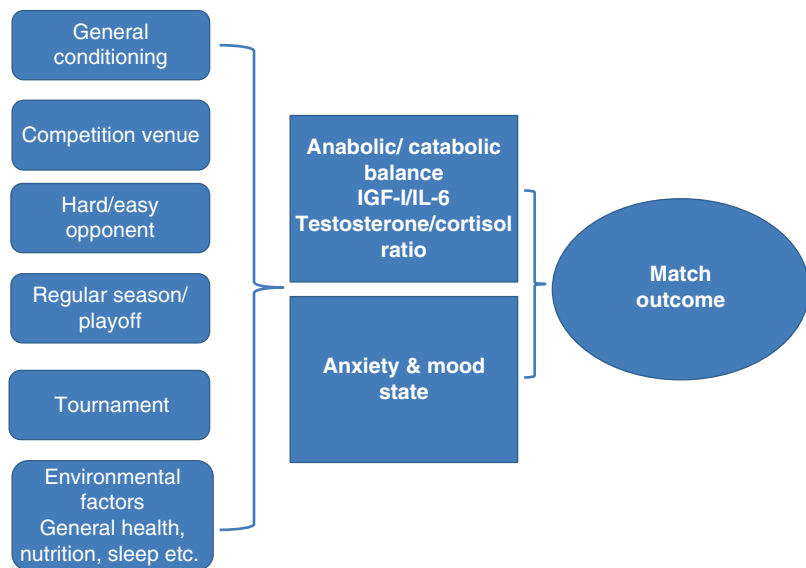 General
conditioning
Competition venue
Hard/easy
opponent
Regular season/
playoff
Tournament
Environmental
factors
General health,
nutrition, sleep etc.
Anabolic/ catabolic
balance
IGF-I/IL-6
Testosterone/cortisol
ratio
Anxiety & mood
state
Match
outcome